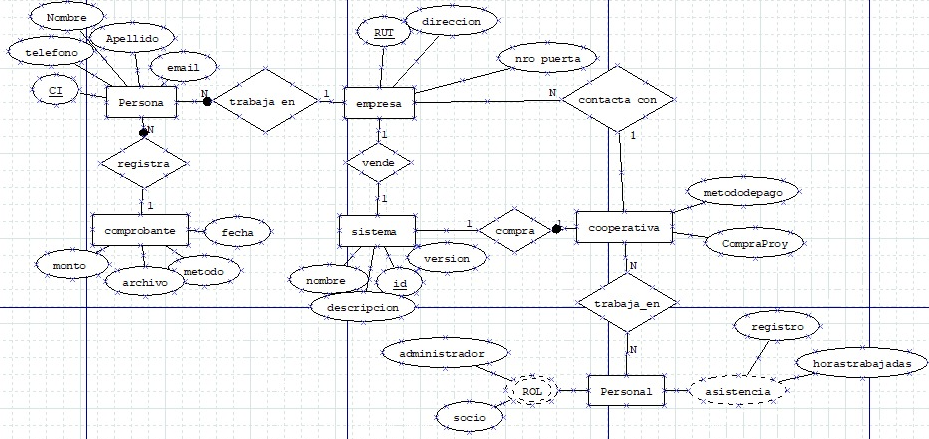 Nombre
Apellido
telefono
email
CI
Persona
N
trabaja en
1
RUT
direccion
nro puerta
empresa
N
contacta con
1
N
registra
1
comprobante
fecha
monto
archivo
metodo
1
vende
1
sistema
1
compra
1
cooperativa
metododepago
CompraProy
version
nombre
id
descripcion
N
trabaja_en
N
administrador
ROL
socio
Personal
registro
horastrabajadas
asistencia